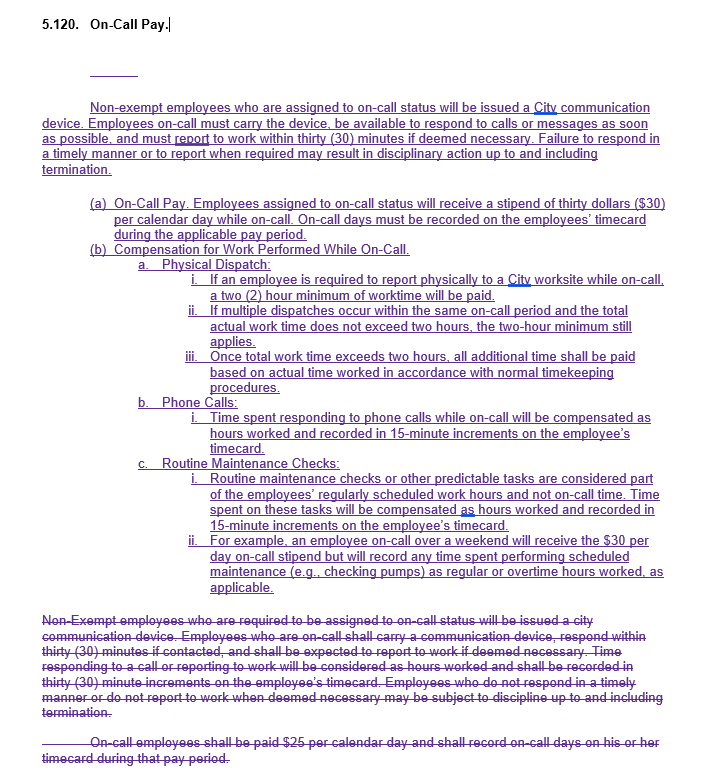 5.120. On-Call Pay.
Non-exempt employees who are assigned to on-call status will be issued a City communication
device. Employees on-call must carry the device, be available to respond to calls or messages as soon
as possible, and must report to work within thirty (30) minutes if deemed necessary. Failure to respond in
a timely manner or to report when required may result in disciplinary action up to and including
termination.
(a) On-Call Pay. Employees assigned to on-call status will receive a stipend of thirty dollars ($30)
per calendar day while on-call. On-call days must be recorded on the employees' timecard
during the applicable pay period.
(b) Compensation for Work Performed While On-Call.
a. Physical Dispatch:
i. If an employee is required to report physically to a City worksite while on-call,
a two (2) hour minimum of worktime will be paid.
ii. If multiple dispatches occur within the same on-call period and the total
actual work time does not exceed two hours, the two-hour minimum still
applies.
iii. Once total work time exceeds two hours, all additional time shall be paid
based on actual time worked in accordance with normal timekeeping
procedures.
b. Phone Calls:
i. Time spent responding to phone calls while on-call will be compensated as
hours worked and recorded in 15-minute increments on the employee's
timecard.
c. Routine Maintenance Checks:
i. Routine maintenance checks or other predictable tasks are considered part
of the employees' regularly scheduled work hours and not on-call time. Time
spent on these tasks will be compensated as hours worked and recorded in
15-minute increments on the employee's timecard.
ii. For example, an employee on-call over a weekend will receive the $30 per
day on-call stipend but will record any time spent performing scheduled
maintenance (e.g., checking pumps) as regular or overtime hours worked, as
applicable.
Non-Exempt employees who are required to be assigned to on-call status will be issued a city
communication device. Employees who are on-call shall carry a communication device, respond within
thirty (30) minutes if contacted, and shall be expected to report to work if deemed necessary. Time
responding to a call or reporting to work will be considered as hours worked and shall be recorded in
thirty (30) minute increments on the employee's timecard. Employees who do not respond in a timely
manner or do not report to work when deemed necessary may be subject to discipline up to and including
termination.
On-call employees shall be paid $25 per calendar day and shall record on-call days on his or her
timecard during that pay period.